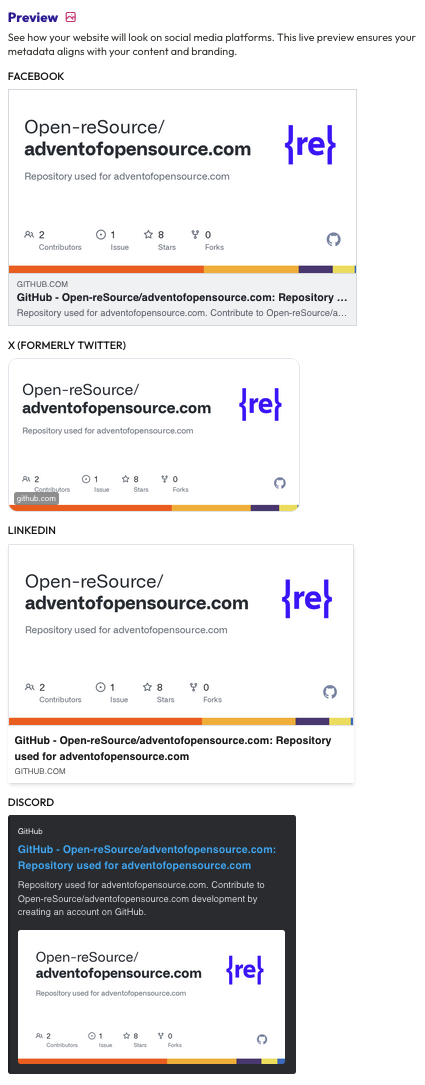 Preview
See how your website will look on social media platforms. This live preview ensures your
metadata aligns with your content and branding.
FACEBOOK
Open-reSource/
adventofopensource.com
{re}
Repository used for adventofopensource.com
2
Contributors
1
Issue
8
Stars
0
Forks
GITHUB.COM
GitHub - Open-reSource/adventofopensource.com: Repository ...
Repository used for adventofopensource.com. Contribute to Open-reSource/a...
X (FORMERLY TWITTER)
Open-reSource/
adventofopensource.com
{re}
Repository used for adventofopensource.com
2
Contributors
1
Issue
8
Stars
0
Forks
github.com
LINKEDIN
Open-reSource/
adventofopensource.com
{re}
Repository used for adventofopensource.com
2
Contributors
1
Issue
8
Stars
0
Forks
GitHub - Open-reSource/adventofopensource.com: Repository
used for adventofopensource.com
GITHUB.COM
DISCORD
GitHub
GitHub - Open-reSource/adventofopensource.com:
Repository used for adventofopensource.com
Repository used for adventofopensource.com. Contribute to
Open-reSource/adventofopensource.com development by
creating an account on GitHub.
Open-reSource/
adventofopensource.com
{re}
Repository used for adventofopensource.com
2
Contributors
1
Issue
8
Stars
0
Forks